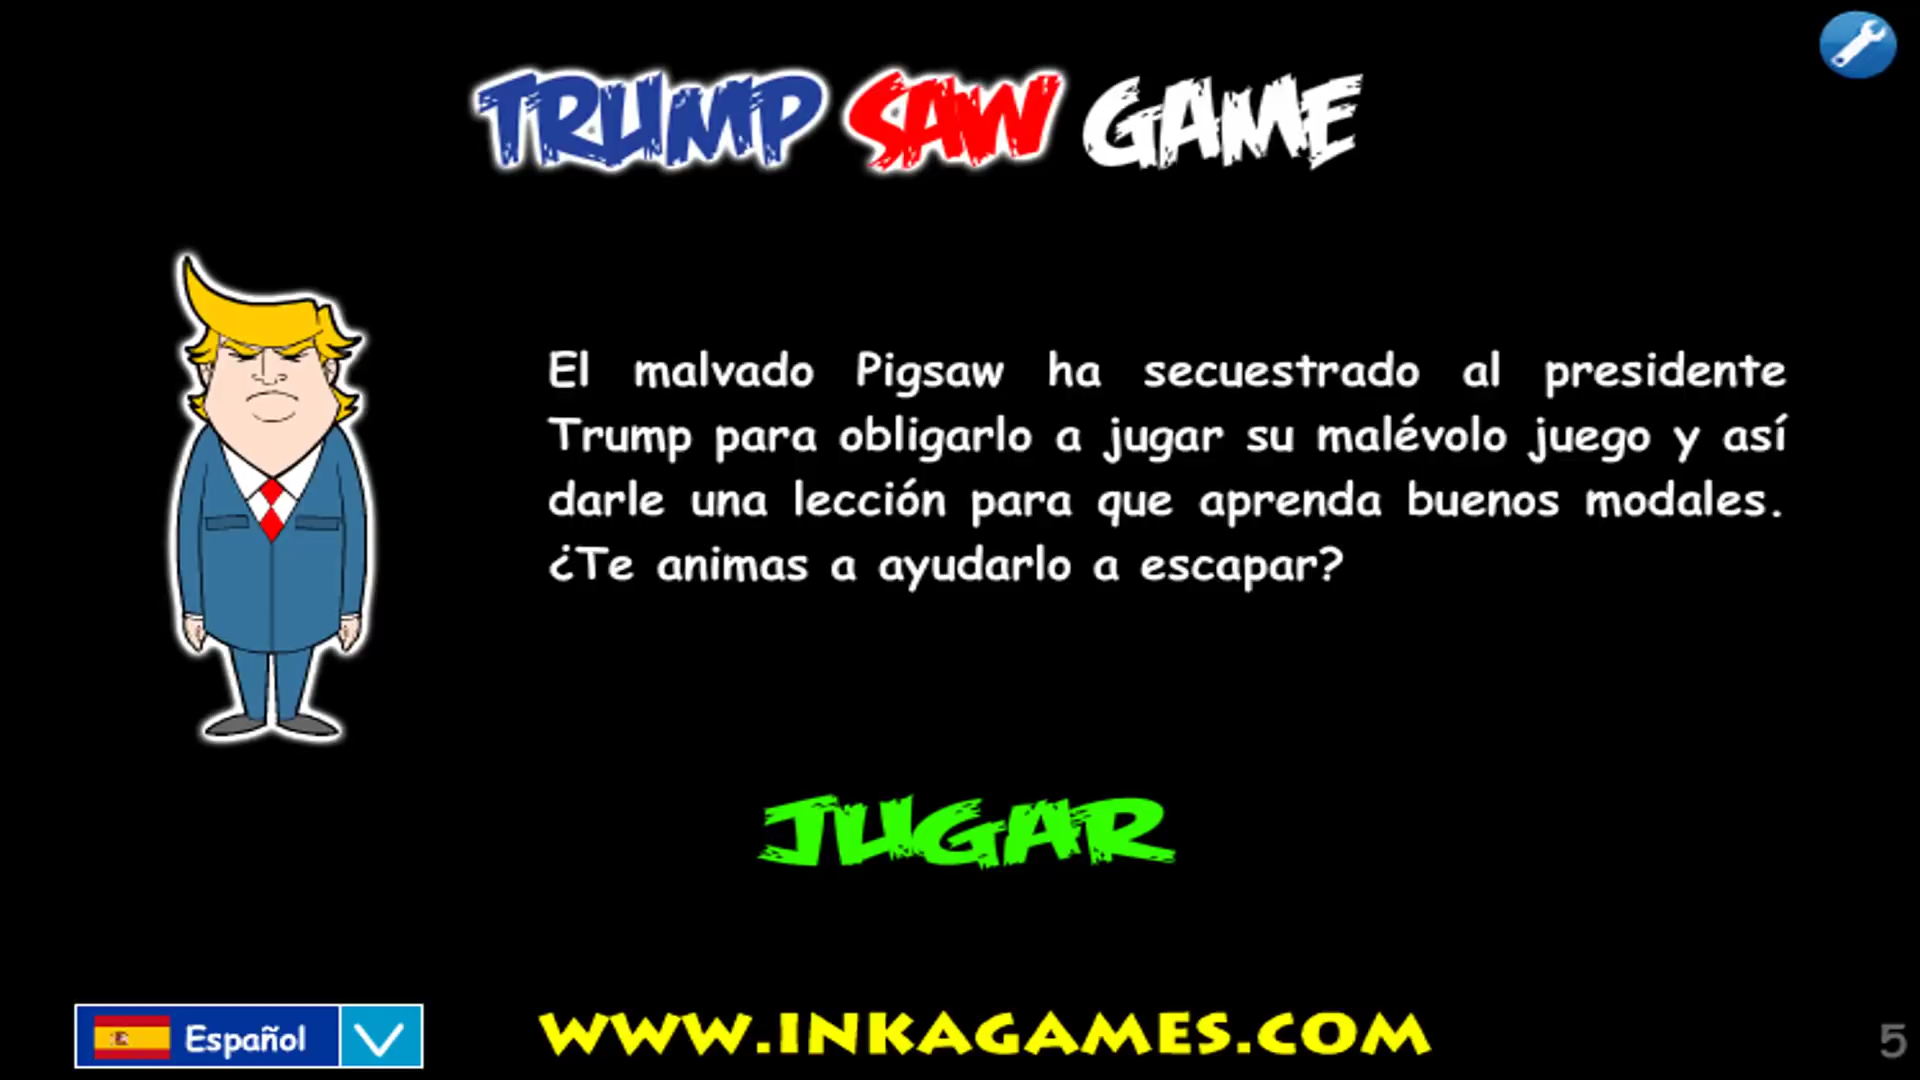 TRUMP SAW GAME
El malvado Pigsaw ha secuestrado al presidente
Trump para obligarlo a jugar su malévolo juego y así
darle una lección para que aprenda buenos modales.
¿Te animas a ayudarlo a escapar?
JUGAR
Español
WWW.INKAGAMES.COM
5